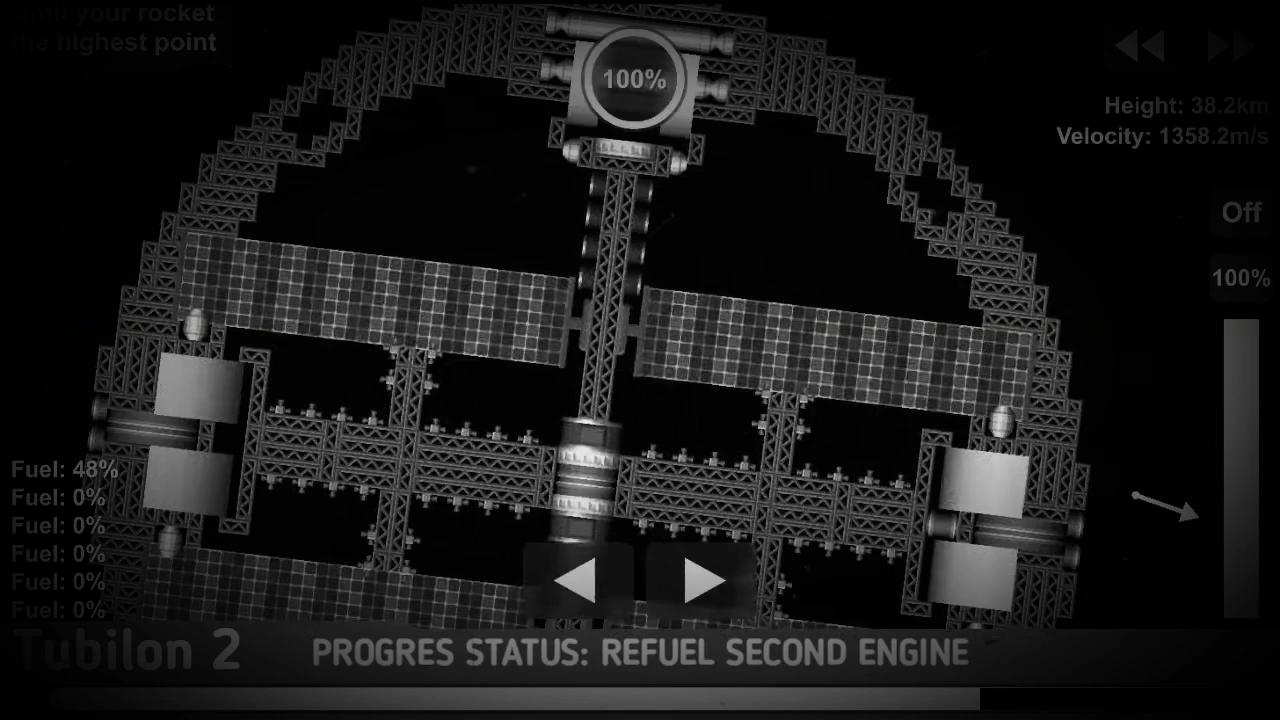 until your rocket
the highest point
100%
Height: 38.2km
Velocity: 1358.2m/s
Off
100%
Fuel: 48%
Fuel: 0%
Fuel: 0%
Fuel: 0%
Fuel: 0%
Fuel: 0%
Tubilon 2
PROGRES STATUS: REFUEL SECOND ENGINE